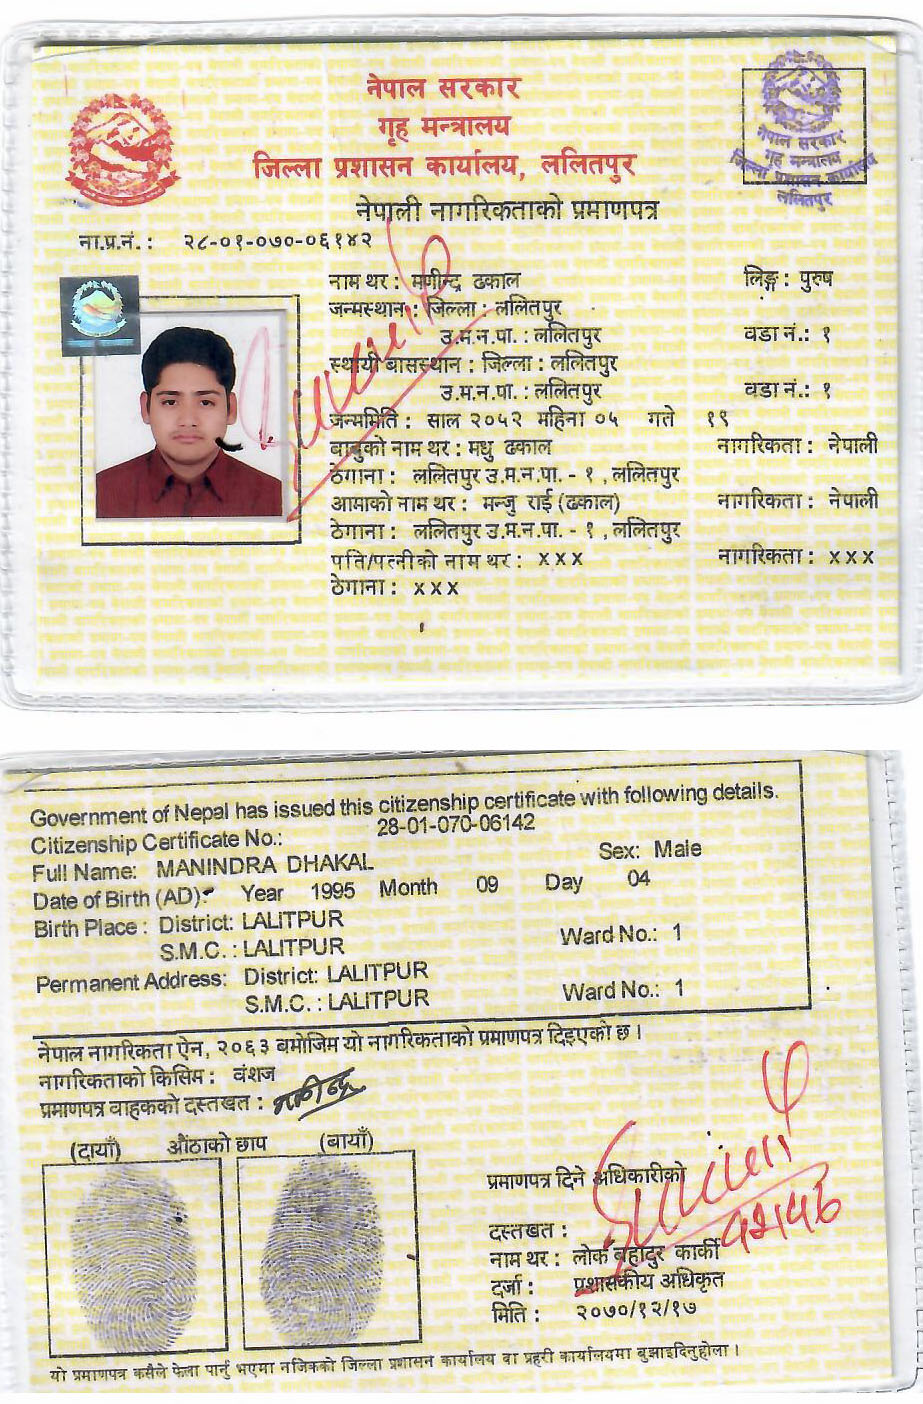 नेपाल सरकार
गृह मन्त्रालय
जिल्ला प्रशासन कार्यालय, ललितपुर
नेपाल सरकार
गृह मन्त्रालय
जिल्ला प्रशासन कार्यालय
ललितपुर
नेपाली नागरिकताको प्रमाणपत्र
ना.प्र.नं. : २८-०१-०७०-०६१४२
नाम थर : मणीन्द्र ढकाल लिङ्ग : पुरुष
जन्मस्थान : जिल्ला : ललितपुर
उ.म.न.पा. : ललितपुर वडा नं.: १
स्थायी बासस्थान : जिल्ला : ललितपुर
उ.म.न.पा. : ललितपुर वडा नं.: १
जन्ममिति : साल २०५२ महिना ०५ गते १९
बाबुको नाम थर : मधु ढकाल नागरिकता : नेपाली
ठेगाना : ललितपुर उ.म.न.पा. - १ , ललितपुर
आमाको नाम थर : मन्जु राई (ढकाल) नागरिकता : नेपाली
ठेगाना : ललितपुर उ.म.न.पा. - १ , ललितपुर
पति/पत्नीको नाम थर : xxx नागरिकता : xxx
ठेगाना : xxx
Government of Nepal has issued this citizenship certificate with following details.
Citizenship Certificate No.: 28-01-070-06142
Full Name: MANINDRA DHAKAL Sex: Male
Date of Birth (AD): Year 1995 Month 09 Day 04
Birth Place : District: LALITPUR
S.M.C. : LALITPUR Ward No.: 1
Permanent Address: District: LALITPUR
S.M.C. : LALITPUR Ward No.: 1
नेपाल नागरिकता ऐन, २०६३ बमोजिम यो नागरिकताको प्रमाणपत्र दिइएको छ ।
नागरिकताको किसिम : वंशज
प्रमाणपत्र वाहकको दस्तखत :
(दायाँ) औंठाको छाप (बायाँ)
प्रमाणपत्र दिने अधिकारीको
दस्तखत :
नाम थर : लोक बहादुर कार्की
दर्जा : प्रशासकीय अधिकृत
मिति : २०७०/१२/१७
यो प्रमाणपत्र कसैले फेला पार्नु भएमा नजिकको जिल्ला प्रशासन कार्यालय वा प्रहरी कार्यालयमा बुझाइदिनुहोला ।